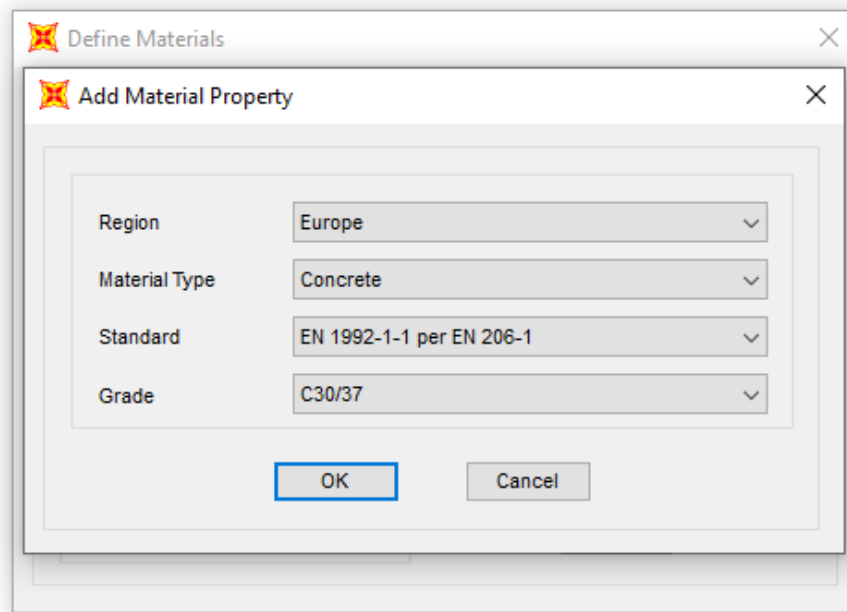 Define Materials
Add Material Property
Region Europe
Material Type Concrete
Standard EN 1992-1-1 per EN 206-1
Grade C30/37
OK Cancel